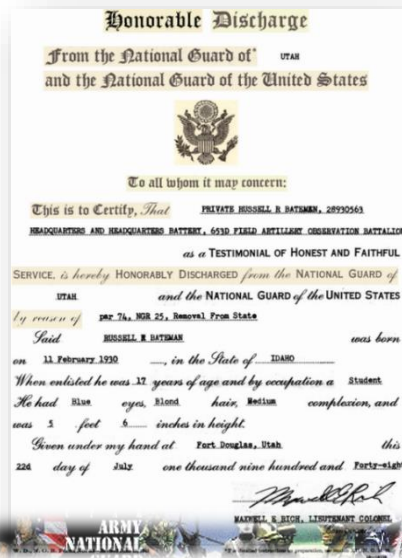 Honorable Discharge
From the National Guard of* UTAH
and the National Guard of the United States
To all whom it may concern:
This is to Certify, That PRIVATE RUSSELL R BATEMEN, 28930563
HEADQUARTERS AND HEADQUARTERS BATTERY, 653D FIELD ARTILLERY OBSERVATION BATTALION
as a TESTIMONIAL OF HONEST AND FAITHFUL
SERVICE, is hereby HONORABLY DISCHARGED from the NATIONAL GUARD of
UTAH and the NATIONAL GUARD of the UNITED STATES
by reason of par 74, NGR 25, Removal From State
Said RUSSELL R BATEMAN was born
on 11 February 1930, in the State of IDAHO
When enlisted he was 17 years of age and by occupation a Student
He had Blue eyes, Blond hair, Medium complexion, and
was 5 feet 6 inches in height.
Given under my hand at Fort Douglas, Utah this
22d day of July one thousand nine hundred and Forty-eight
MAXWELL E RICH, LIEUTENANT COLONEL
ARMY
NATIONAL